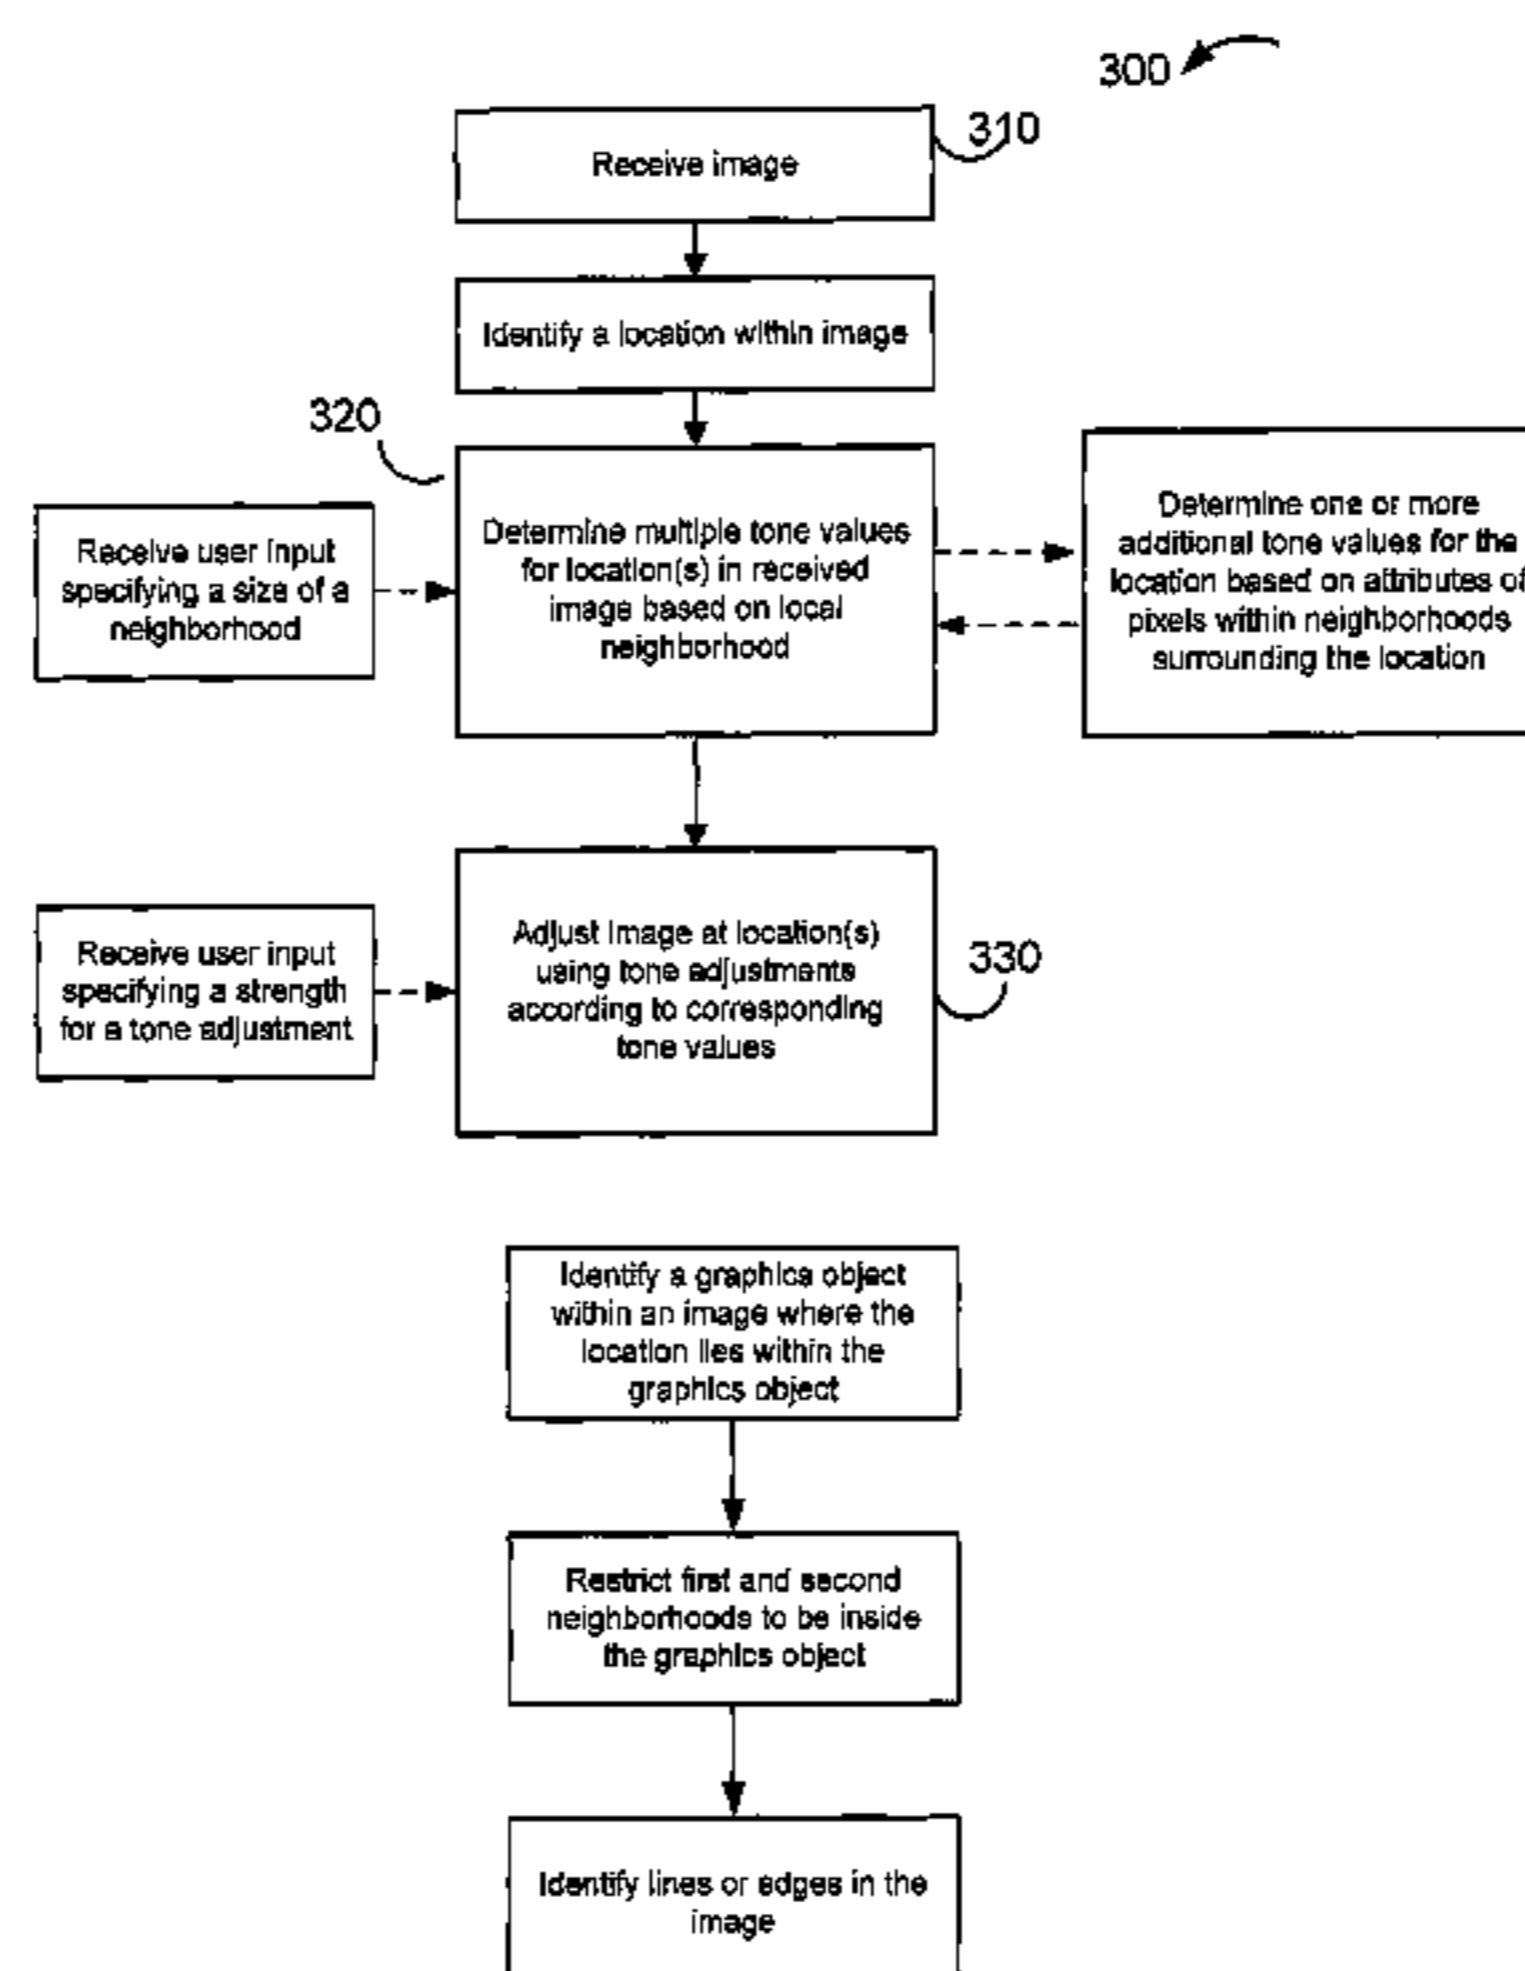 300
310
Receive image
Identify a location within image
320
Receive user input
specifying a size of a
neighborhood
Determine multiple tone values
for location(s) in received
image based on local
neighborhood
Determine one or more
additional tone values for the
location based on attributes of
pixels within neighborhoods
surrounding the location
Receive user input
specifying a strength
for a tone adjustment
Adjust image at location(s)
using tone adjustments
according to corresponding
tone values
330
Identify a graphics object
within an image where the
location lies within the
graphics object
Restrict first and second
neighborhoods to be inside
the graphics object
Identify lines or edges in the
image